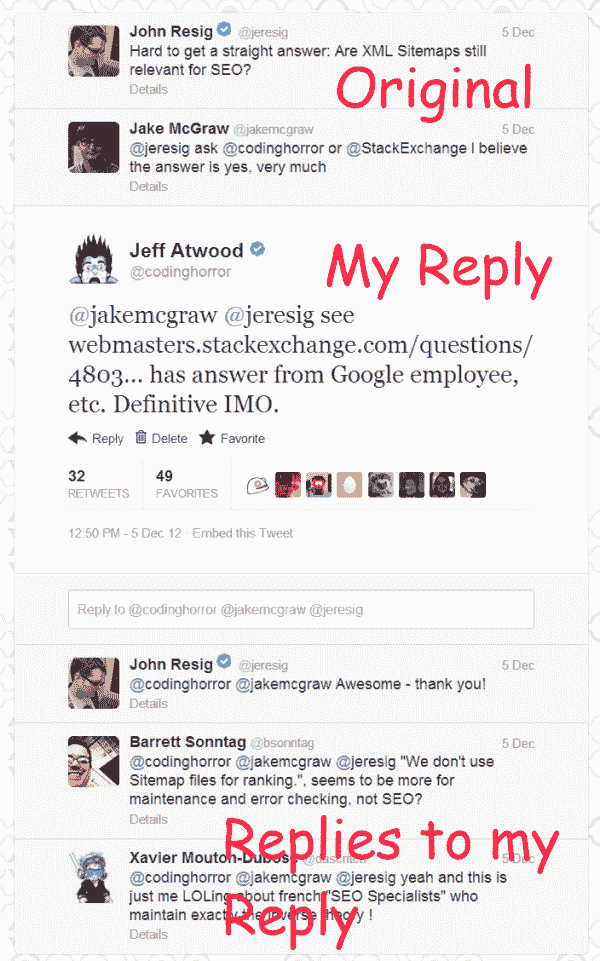 John Resig @jeresig 5 Dec
Hard to get a straight answer: Are XML Sitemaps still
relevant for SEO?
Details
Original
Jake McGraw @jakemcgraw 5 Dec
@jeresig ask @codinghorror or @StackExchange I believe
the answer is yes, very much
Details
Jeff Atwood
@codinghorror
My Reply
@jakemcgraw @jeresig see
webmasters.stackexchange.com/questions/
4803... has answer from Google employee,
etc. Definitive IMO.
Reply Delete Favorite
32 49
RETWEETS FAVORITES
12:50 PM - 5 Dec 12 · Embed this Tweet
Reply to @codinghorror @jakemcgraw @jeresig
John Resig @jeresig 5 Dec
@codinghorror @jakemcgraw Awesome - thank you!
Details
Barrett Sonntag @bsonntag 5 Dec
@codinghorror @jakemcgraw @jeresig "We don't use
Sitemap files for ranking.", seems to be more for
maintenance and error checking, not SEO?
Details
Replies to my
Reply
Xavier Mouton-Dubosc @dascritch 5 Dec
@codinghorror @jakemcgraw @jeresig yeah and this is
just me LOLing about french "SEO Specialists" who
maintain exactly the inverse theory !
Details